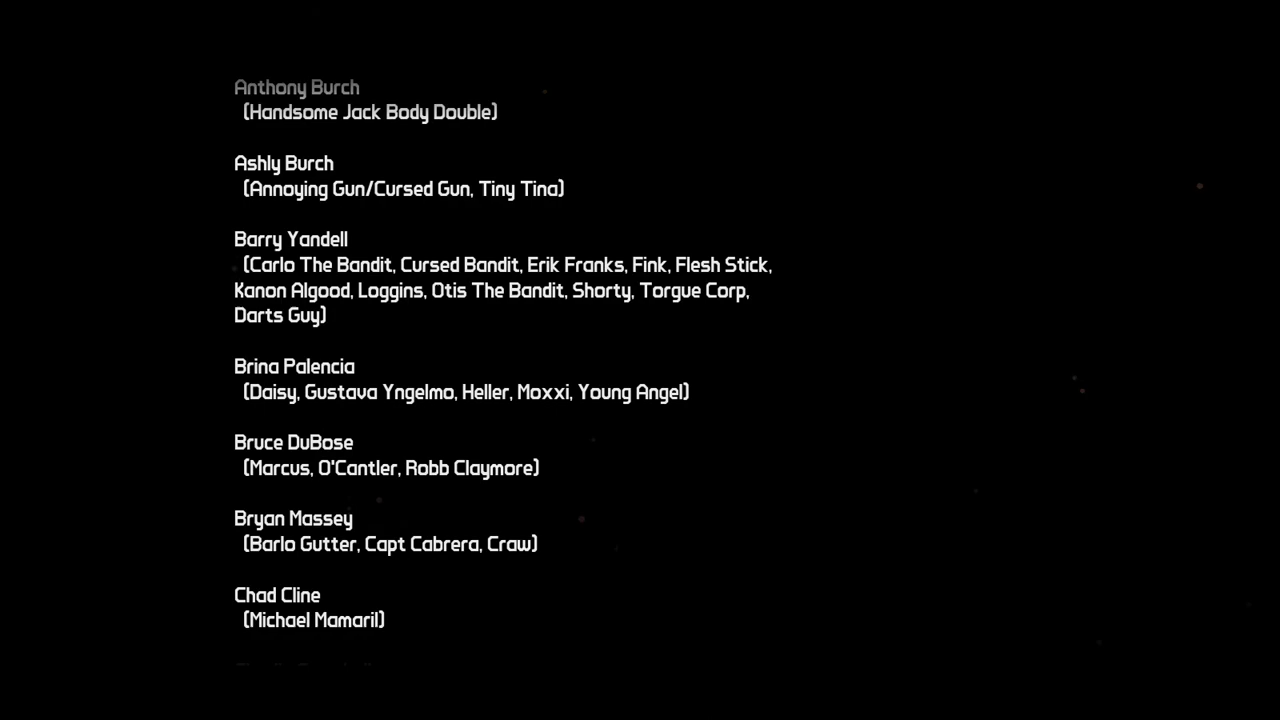 Anthony Burch
(Handsome Jack Body Double)
Ashly Burch
(Annoying Gun/Cursed Gun, Tiny Tina)
Barry Yandell
(Carlo The Bandit, Cursed Bandit, Erik Franks, Fink, Flesh Stick,
Kanon Algood, Loggins, Otis The Bandit, Shorty, Torgue Corp,
Darts Guy)
Brina Palencia
(Daisy, Gustava Yngelmo, Heller, Moxxi, Young Angel)
Bruce DuBose
(Marcus, O'Cantler, Robb Claymore)
Bryan Massey
(Barlo Gutter, Capt Cabrera, Craw)
Chad Cline
(Michael Mamaril)